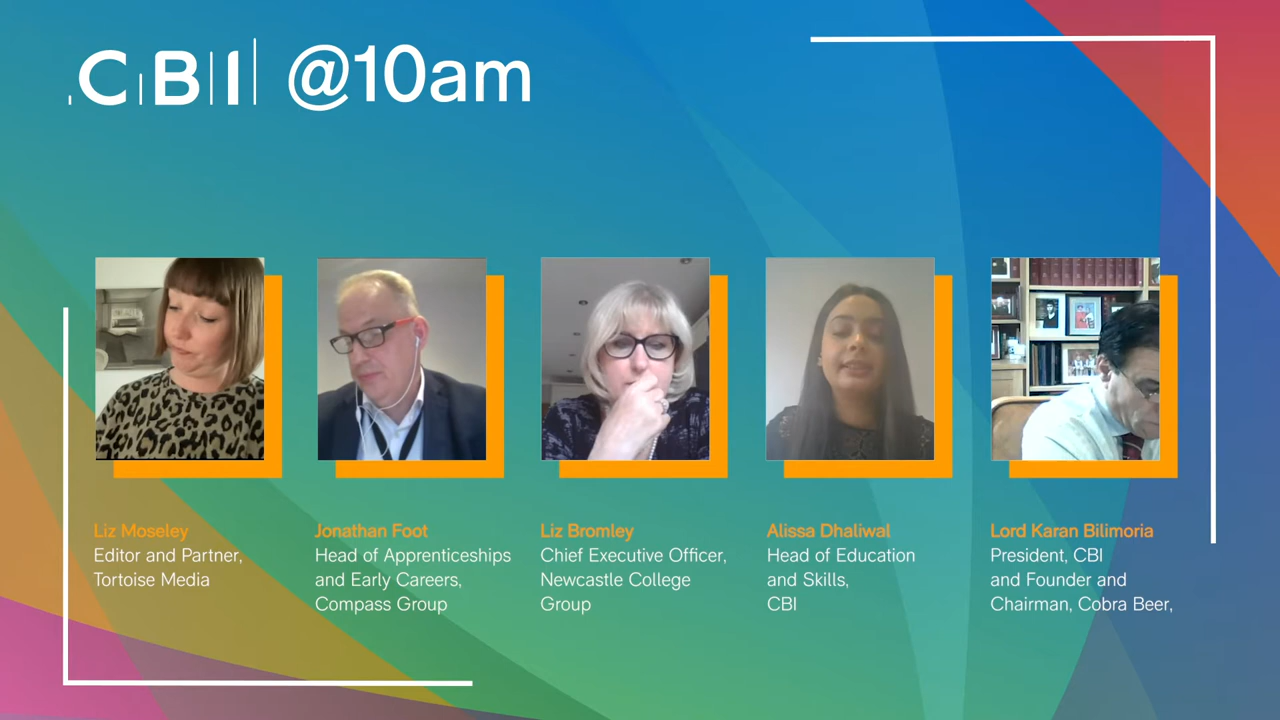 CBI @10am
Liz Moseley
Editor and Partner,
Tortoise Media
Jonathan Foot
Head of Apprenticeships
and Early Careers,
Compass Group
Liz Bromley
Chief Executive Officer,
Newcastle College
Group
Alissa Dhaliwal
Head of Education
and Skills,
CBI
Lord Karan Bilimoria
President, CBI
and Founder and
Chairman, Cobra Beer,